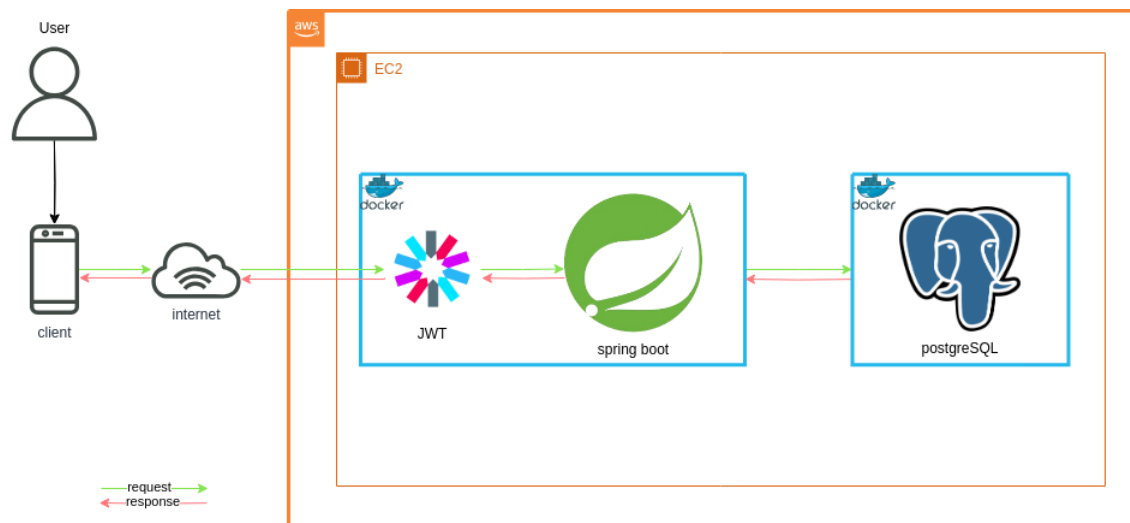 User
aws
EC2
docker
docker
JWT
spring boot
postgreSQL
client
internet
request
response